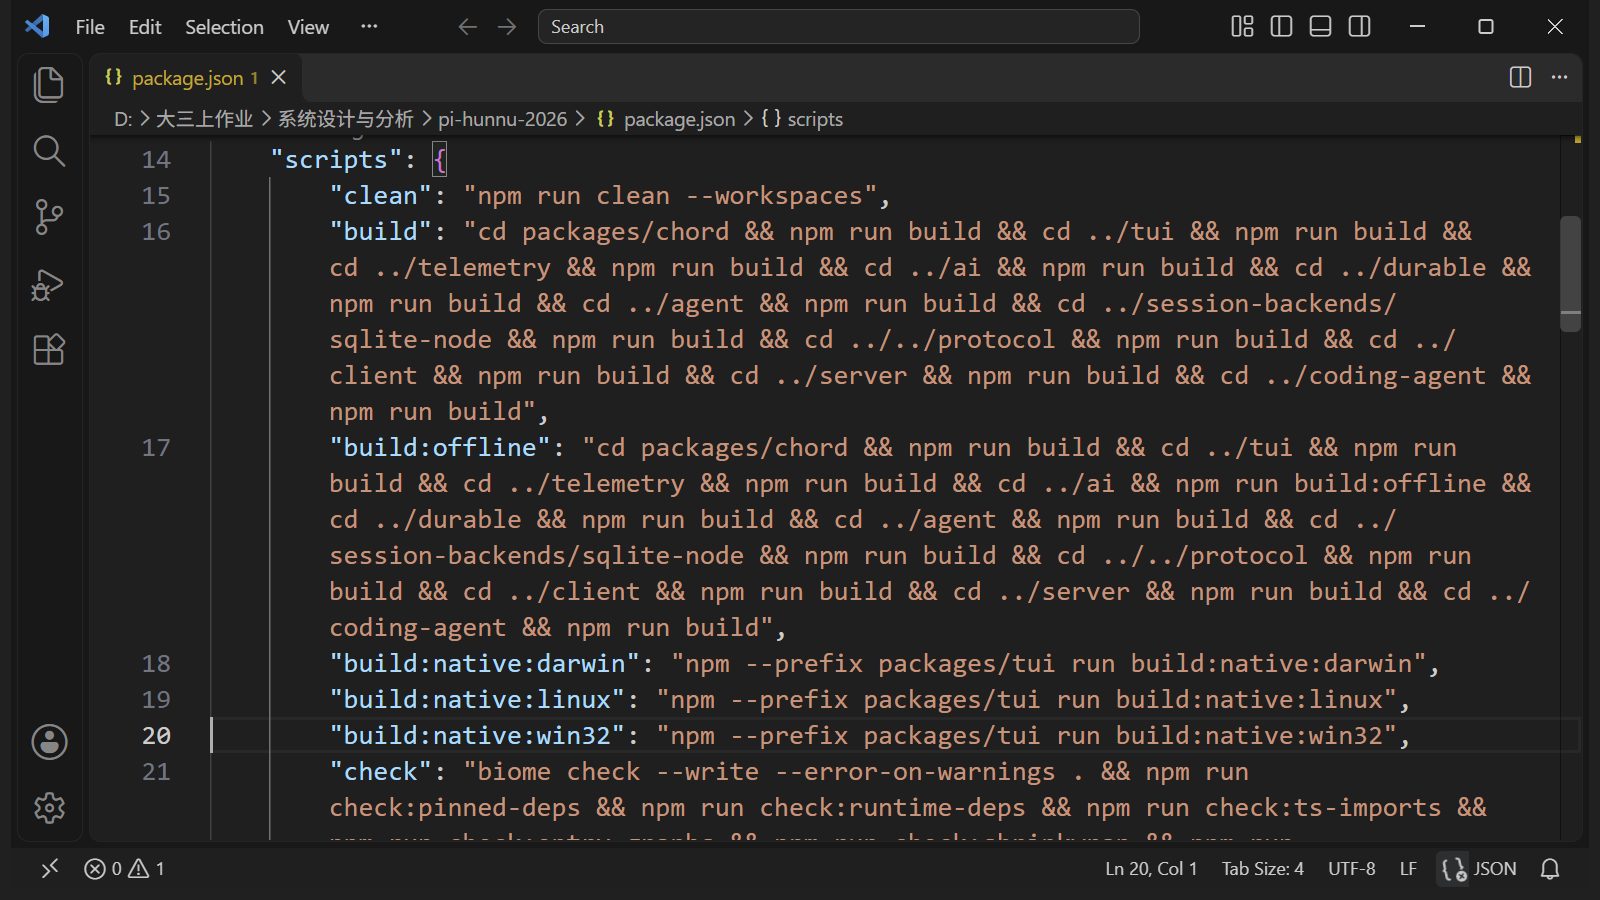 File Edit Selection View ··· Search
package.json 1
D: > 大三上作业 > 系统设计与分析 > pi-hunnu-2026 > {} package.json > {} scripts
14 "scripts": {
15 "clean": "npm run clean --workspaces",
16 "build": "cd packages/chord && npm run build && cd ../tui && npm run build &&
cd ../telemetry && npm run build && cd ../ai && npm run build && cd ../durable &&
npm run build && cd ../agent && npm run build && cd ../session-backends/
sqlite-node && npm run build && cd ../../protocol && npm run build && cd ../
client && npm run build && cd ../server && npm run build && cd ../coding-agent &&
npm run build",
17 "build:offline": "cd packages/chord && npm run build && cd ../tui && npm run
build && cd ../telemetry && npm run build && cd ../ai && npm run build:offline &&
cd ../durable && npm run build && cd ../agent && npm run build && cd ../
session-backends/sqlite-node && npm run build && cd ../../protocol && npm run
build && cd ../client && npm run build && cd ../server && npm run build && cd ../
coding-agent && npm run build",
18 "build:native:darwin": "npm --prefix packages/tui run build:native:darwin",
19 "build:native:linux": "npm --prefix packages/tui run build:native:linux",
20 "build:native:win32": "npm --prefix packages/tui run build:native:win32",
21 "check": "biome check --write --error-on-warnings . && npm run
check:pinned-deps && npm run check:runtime-deps && npm run check:ts-imports &&
0 1 Ln 20, Col 1 Tab Size: 4 UTF-8 LF JSON